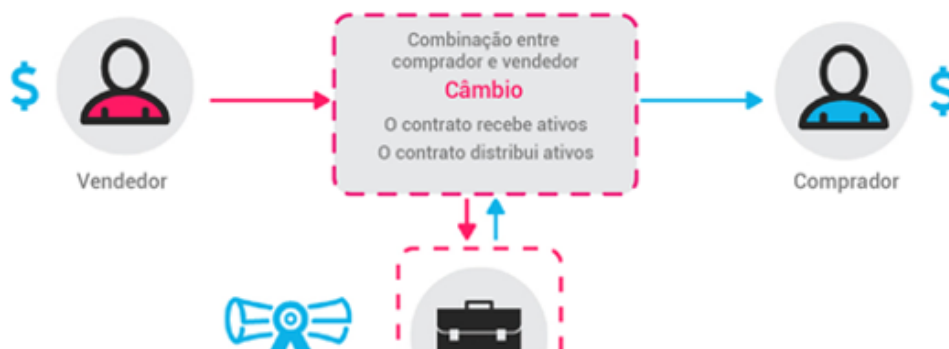 $
Combinação entre
comprador e vendedor
Câmbio
O contrato recebe ativos
O contrato distribui ativos
$
Vendedor
Comprador